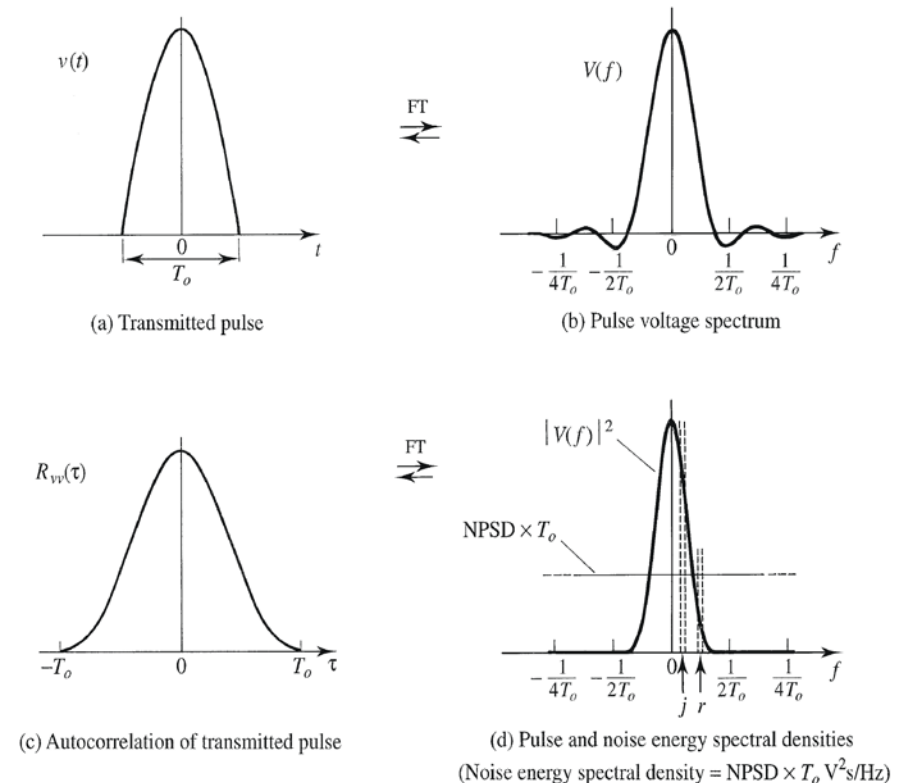 v(t)
0
t
T_o
(a) Transmitted pulse
FT
V(f)
0
f
-1/4T_o -1/2T_o 1/2T_o 1/4T_o
(b) Pulse voltage spectrum
R_vv(τ)
-T_o 0 T_o τ
(c) Autocorrelation of transmitted pulse
FT
|V(f)|²
NPSD × T_o
0
f
-1/4T_o -1/2T_o 1/2T_o 1/4T_o
j r
(d) Pulse and noise energy spectral densities
(Noise energy spectral density = NPSD × T_o V²s/Hz)